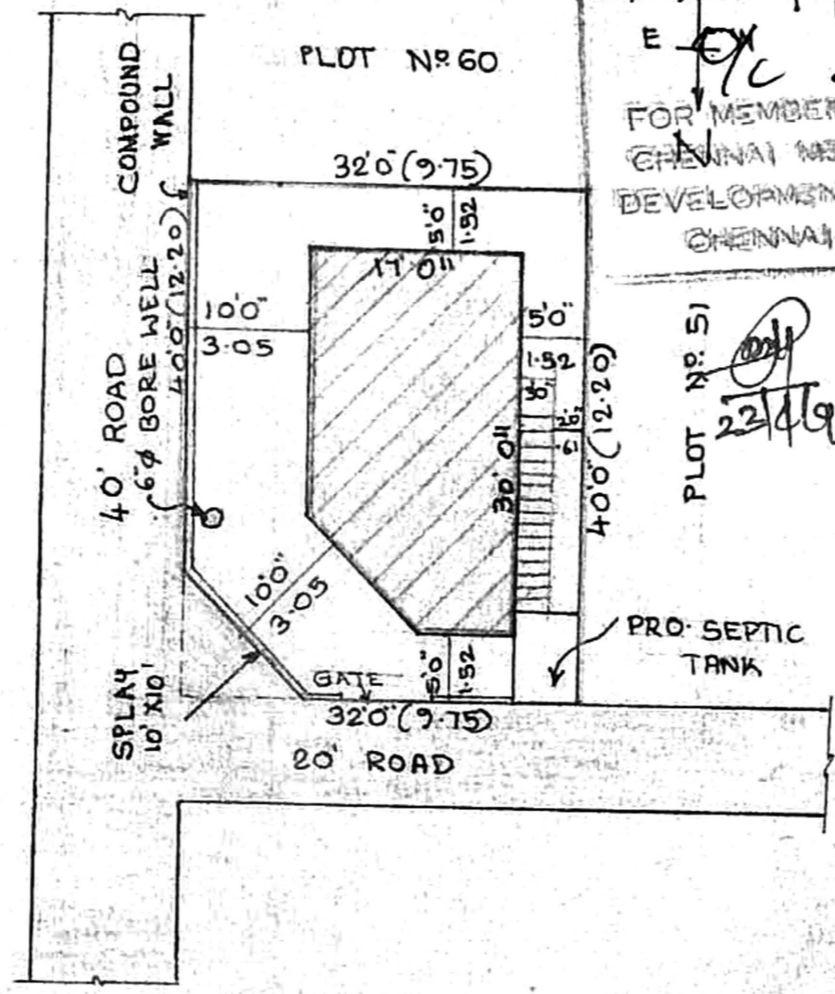 PLOT Nº 60
E
N
FOR MEMBER
CHENNAI
DEVELOPMEN
CHENNAI
COMPOUND
WALL
32'0" (9.75)
5'0"
1.52
17'0"
40'0" (12.20)
10'0"
3.05
5'0"
1.52
40' ROAD
6"φ BORE WELL
30'0"
40'0" (12.20)
PLOT Nº 51
10'0"
3.05
SPLAY
10'X10'
GATE
5'0"
1.52
PRO. SEPTIC
TANK
32'0" (9.75)
20' ROAD